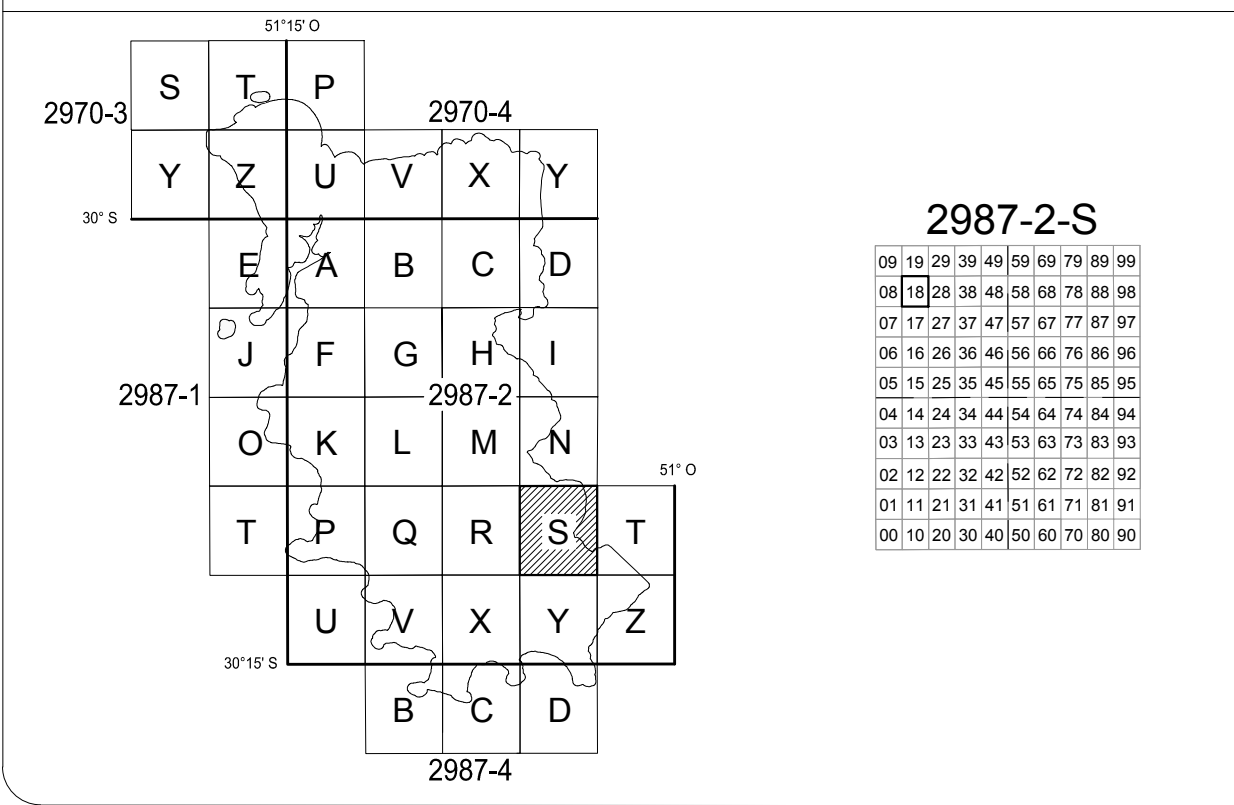 51°15' O
S T P
2970-3 2970-4
Y Z U V X Y
30° S
E A B C D
J F G H I
2987-1 2987-2
O K L M N
51° O
T P Q R S T
U V X Y Z
30°15' S
B C D
2987-4
2987-2-S
09 19 29 39 49 59 69 79 89 99
08 18 28 38 48 58 68 78 88 98
07 17 27 37 47 57 67 77 87 97
06 16 26 36 46 56 66 76 86 96
05 15 25 35 45 55 65 75 85 95
04 14 24 34 44 54 64 74 84 94
03 13 23 33 43 53 63 73 83 93
02 12 22 32 42 52 62 72 82 92
01 11 21 31 41 51 61 71 81 91
00 10 20 30 40 50 60 70 80 90